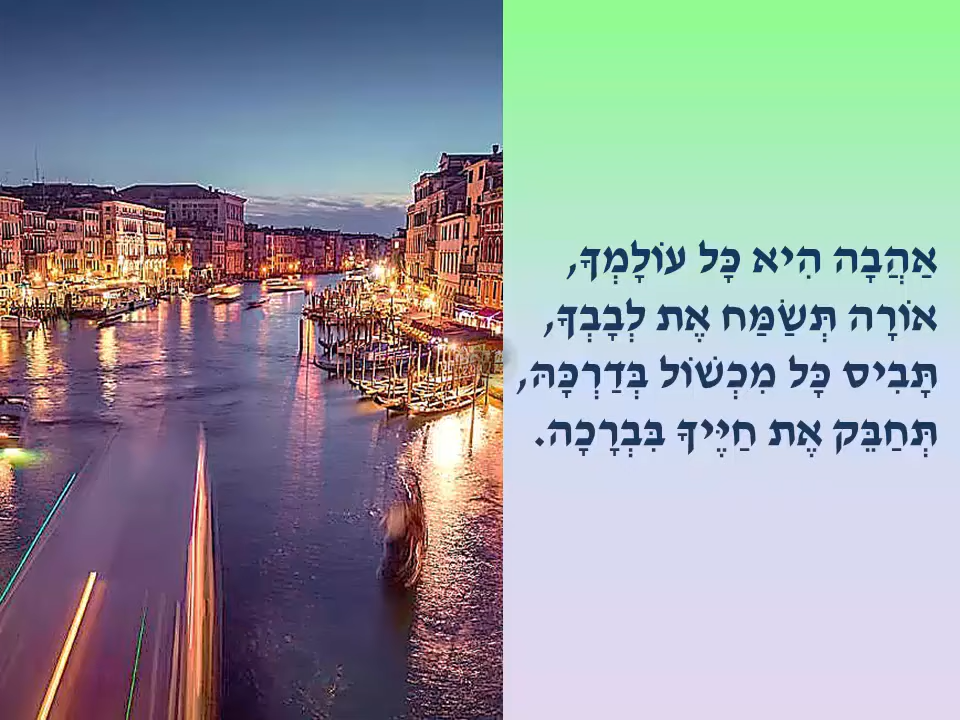 אַהֲבָה הִיא כָּל עוֹלָמְךָ,
אוֹרָה תְּשַׂמַּח אֶת לְבָבְךָ,
תָּבִיס כָּל מִכְשׁוֹל בְּדַרְכָּהּ,
תְּחַבֵּק אֶת חַיֶּיךָ בִּבְרָכָה.